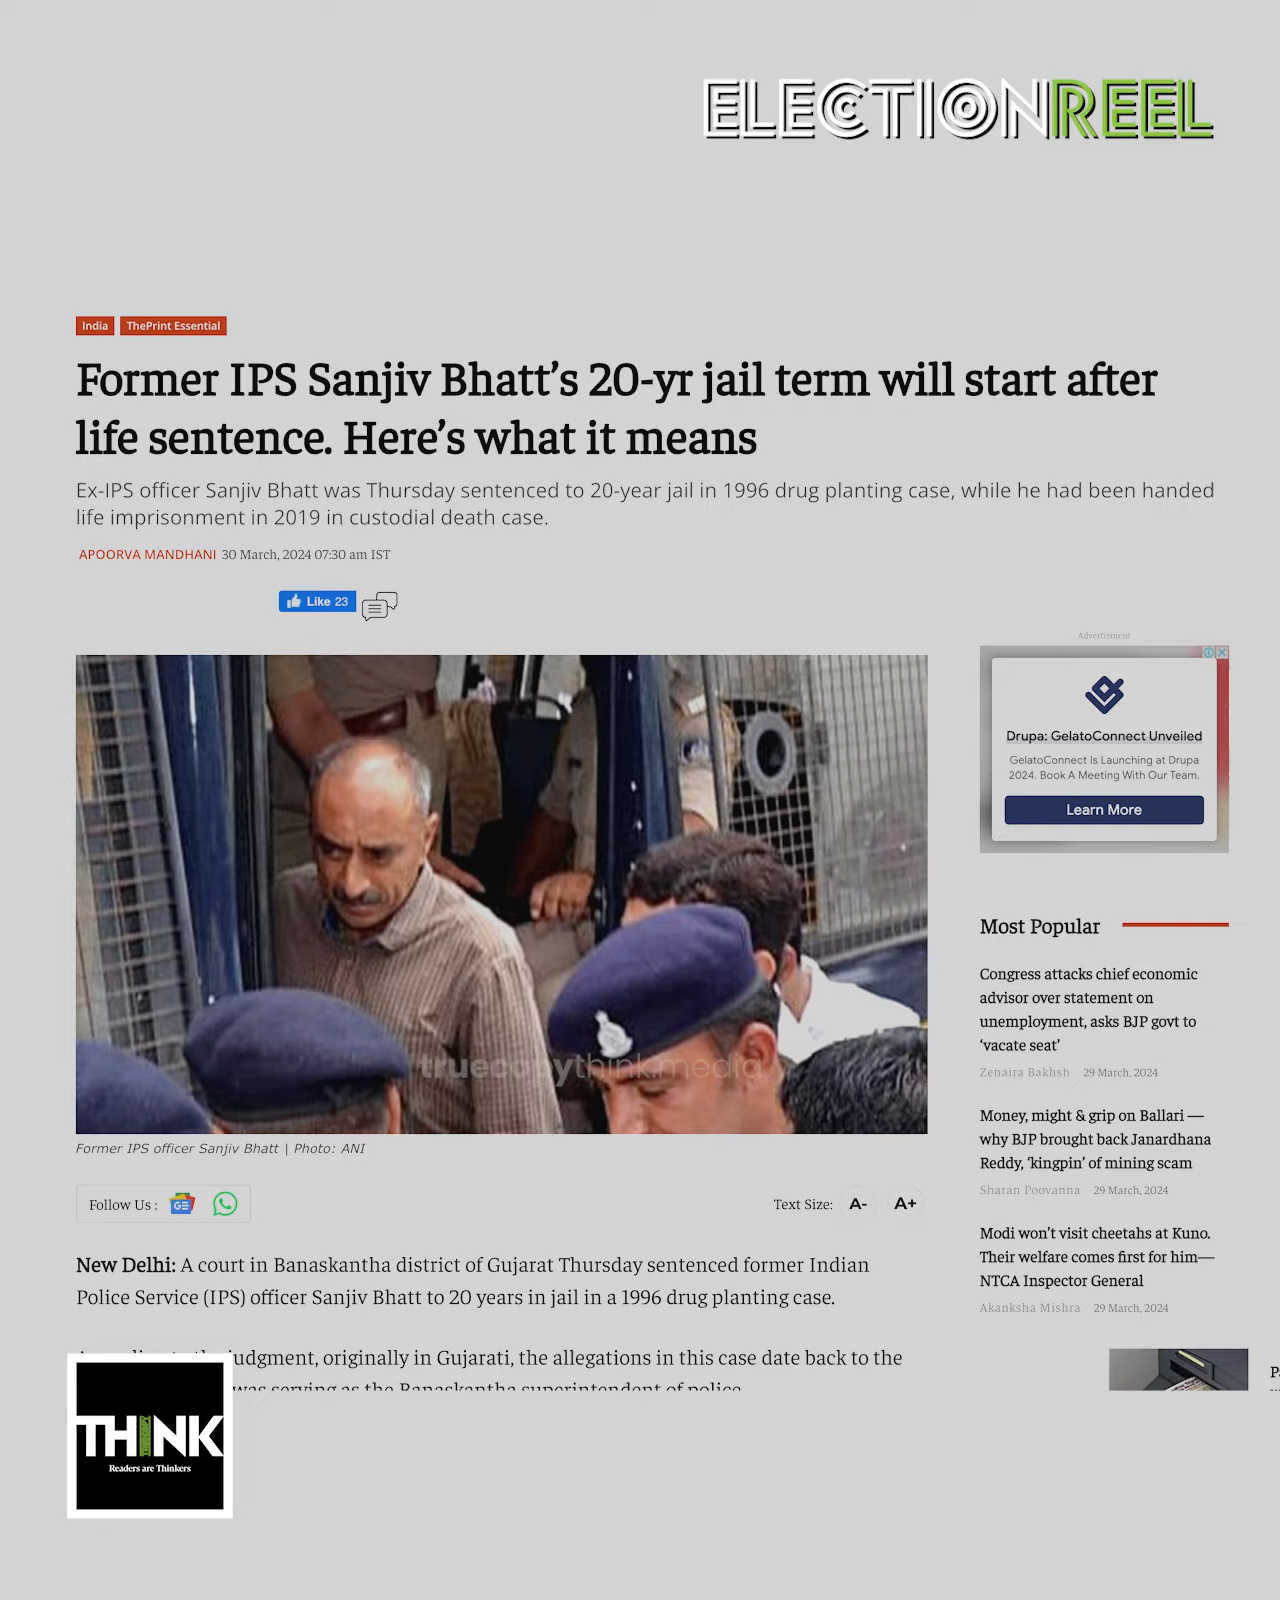 ELECTIONREEL
India ThePrint Essential
Former IPS Sanjiv Bhatt’s 20-yr jail term will start after
life sentence. Here’s what it means
Ex-IPS officer Sanjiv Bhatt was Thursday sentenced to 20-year jail in 1996 drug planting case, while he had been handed
life imprisonment in 2019 in custodial death case.
APOORVA MANDHANI 30 March, 2024 07:30 am IST
Like 23
truecopythink.media
Former IPS officer Sanjiv Bhatt | Photo: ANI
Follow Us :
Text Size: A- A+
New Delhi: A court in Banaskantha district of Gujarat Thursday sentenced former Indian
Police Service (IPS) officer Sanjiv Bhatt to 20 years in jail in a 1996 drug planting case.
judgment, originally in Gujarati, the allegations in this case date back to the
was serving as the Banaskantha superintendent of police
Advertisment
Drupa: GelatoConnect Unveiled
GelatoConnect Is Launching at Drupa
2024. Book A Meeting With Our Team.
Learn More
Most Popular
Congress attacks chief economic
advisor over statement on
unemployment, asks BJP govt to
‘vacate seat’
Zenaira Bakhsh 29 March, 2024
Money, might & grip on Ballari —
why BJP brought back Janardhana
Reddy, ‘kingpin’ of mining scam
Sharan Poovanna 29 March, 2024
Modi won’t visit cheetahs at Kuno.
Their welfare comes first for him—
NTCA Inspector General
Akanksha Mishra - 29 March, 2024
THINK
Readers are Thinkers